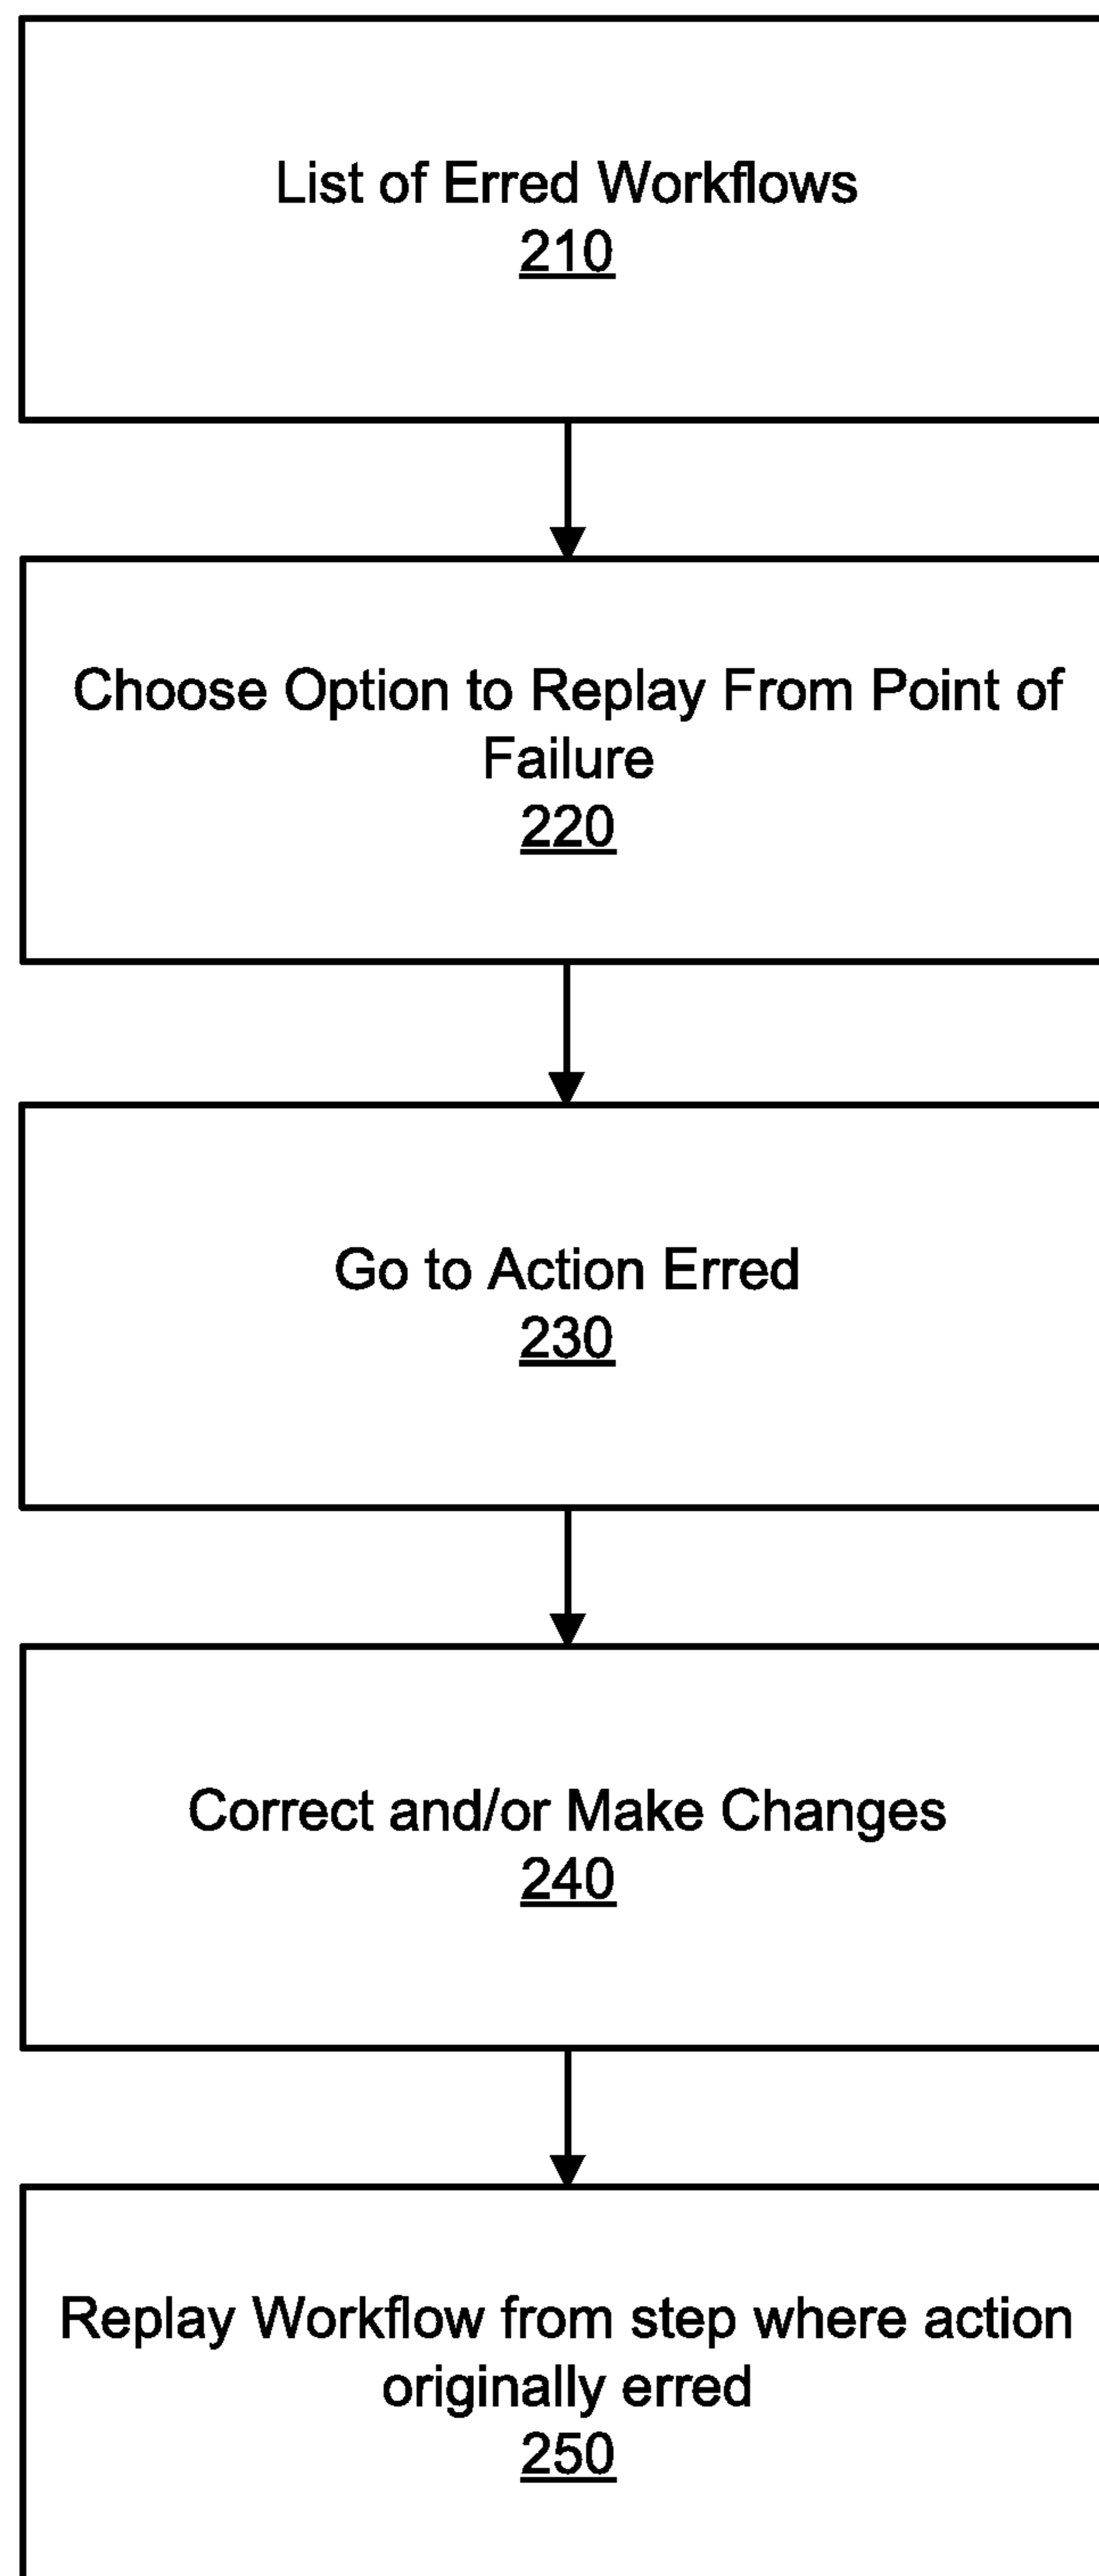 List of Erred Workflows
210
Choose Option to Replay From Point of
Failure
220
Go to Action Erred
230
Correct and/or Make Changes
240
Replay Workflow from step where action
originally erred
250